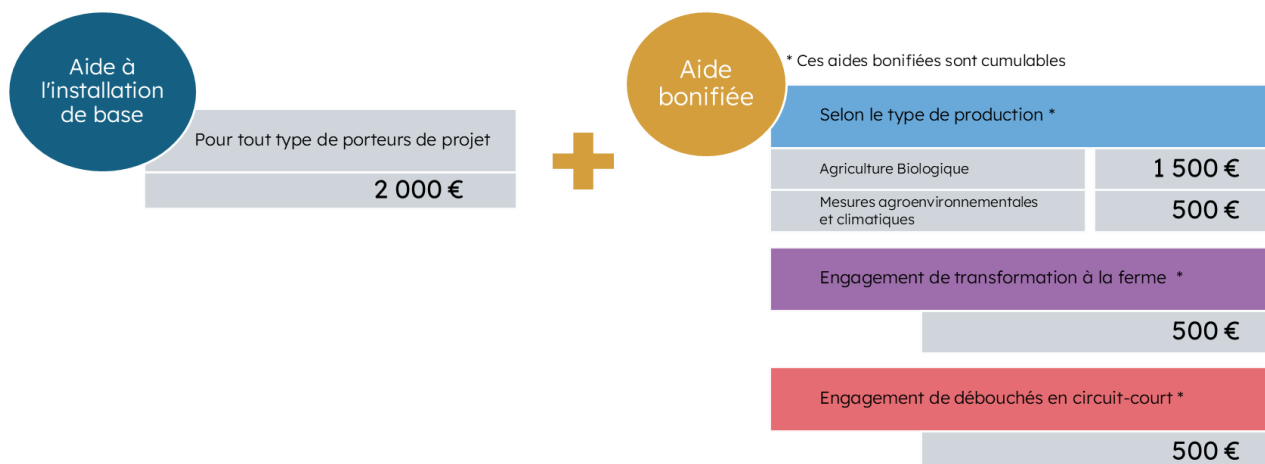 Aide à
l'installation
de base
Pour tout type de porteurs de projet
2 000 €
Aide
bonifiée
* Ces aides bonifiées sont cumulables
Selon le type de production *
Agriculture Biologique
1 500 €
Mesures agroenvironnementales
et climatiques
500 €
Engagement de transformation à la ferme *
500 €
Engagement de débouchés en circuit-court *
500 €